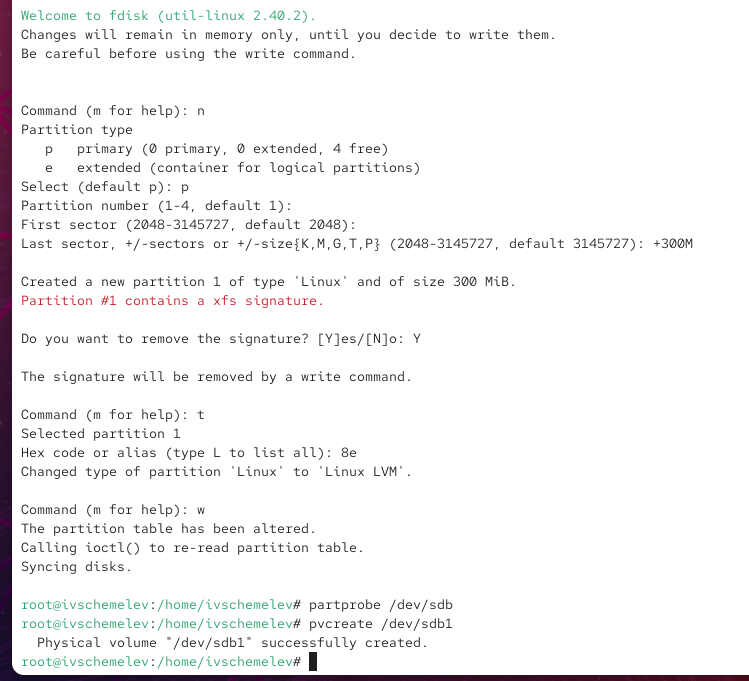 Welcome to fdisk (util-linux 2.40.2).
Changes will remain in memory only, until you decide to write them.
Be careful before using the write command.
Command (m for help): n
Partition type
   p   primary (0 primary, 0 extended, 4 free)
   e   extended (container for logical partitions)
Select (default p): p
Partition number (1-4, default 1):
First sector (2048-3145727, default 2048):
Last sector, +/-sectors or +/-size{K,M,G,T,P} (2048-3145727, default 3145727): +300M
Created a new partition 1 of type 'Linux' and of size 300 MiB.
Partition #1 contains a xfs signature.
Do you want to remove the signature? [Y]es/[N]o: Y
The signature will be removed by a write command.
Command (m for help): t
Selected partition 1
Hex code or alias (type L to list all): 8e
Changed type of partition 'Linux' to 'Linux LVM'.
Command (m for help): w
The partition table has been altered.
Calling ioctl() to re-read partition table.
Syncing disks.
root@ivschemelev:/home/ivschemelev# partprobe /dev/sdb
root@ivschemelev:/home/ivschemelev# pvcreate /dev/sdb1
  Physical volume "/dev/sdb1" successfully created.
root@ivschemelev:/home/ivschemelev#